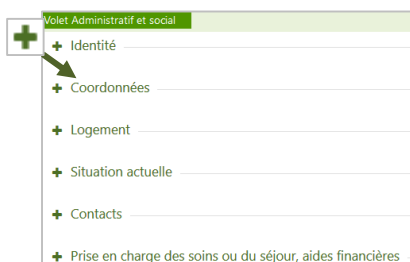 Volet Administratif et social
Identité
Coordonnées
Logement
Situation actuelle
Contacts
Prise en charge des soins ou du séjour, aides financières